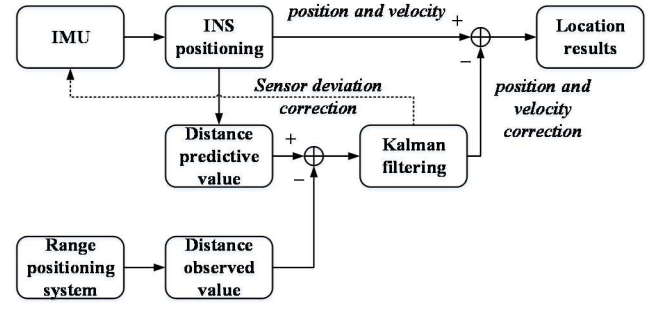 IMU
INS
positioning
position and velocity
+
−
Location
results
Sensor deviation
correction
position and
velocity
correction
Distance
predictive
value
+
−
Kalman
filtering
Range
positioning
system
Distance
observed
value